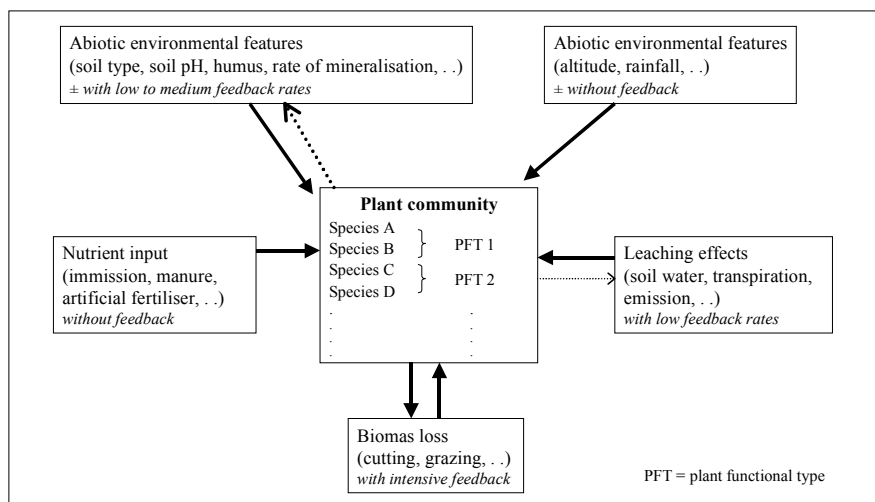 Abiotic environmental features
(soil type, soil pH, humus, rate of mineralisation, . .)
± with low to medium feedback rates
Abiotic environmental features
(altitude, rainfall, . .)
± without feedback
Plant community
Species A
Species B
PFT 1
Species C
Species D
PFT 2
Nutrient input
(immission, manure,
artificial fertiliser, . .)
without feedback
Leaching effects
(soil water, transpiration,
emission, . .)
with low feedback rates
Biomas loss
(cutting, grazing, . .)
with intensive feedback
PFT = plant functional type